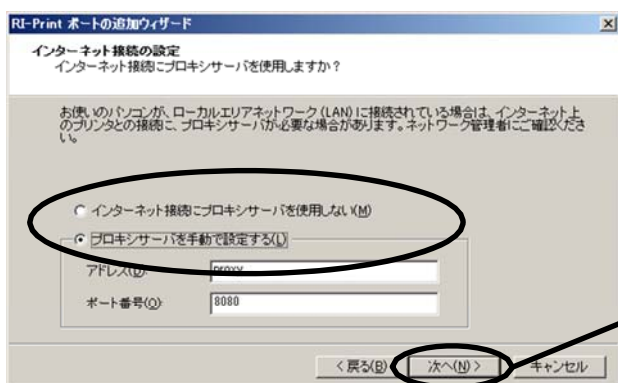 RI-Print ポートの追加ウィザード
インターネット接続の設定
インターネット接続にプロキシサーバを使用しますか？
お使いのパソコンが、ローカルエリアネットワーク(LAN)に接続されている場合は、インターネット上
のプリンタとの接続に、プロキシサーバが必要な場合があります。ネットワーク管理者にご確認くださ
い。
インターネット接続にプロキシサーバを使用しない(M)
プロキシサーバを手動で設定する(L)
アドレス(D): proxy
ポート番号(O): 8080
< 戻る(B) 次へ(N) > キャンセル